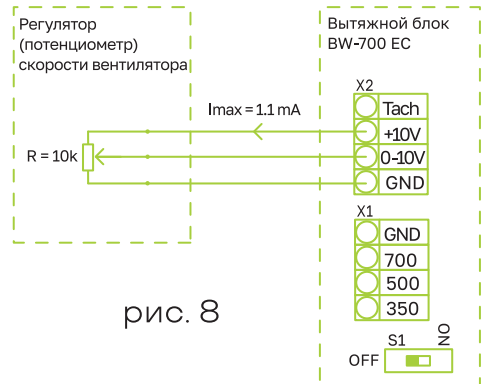 Регулятор
(потенциометр)
скорости вентилятора
R = 10k
Imax = 1.1 mA
Вытяжной блок
BW-700 EC
X2
Tach
+10V
0-10V
GND
X1
GND
700
500
350
S1
NO
OFF
рис. 8